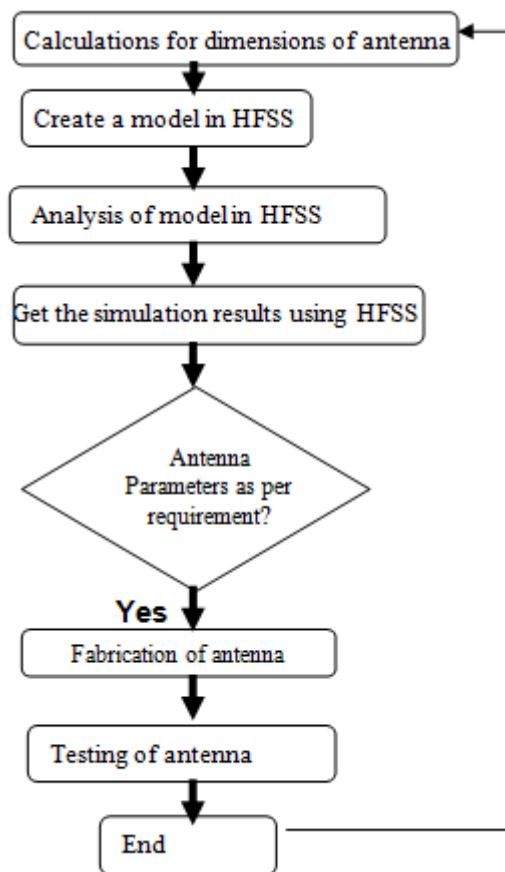 Calculations for dimensions of antenna
Create a model in HFSS
Analysis of model in HFSS
Get the simulation results using HFSS
Antenna
Parameters as per
requirement?
Yes
Fabrication of antenna
Testing of antenna
End